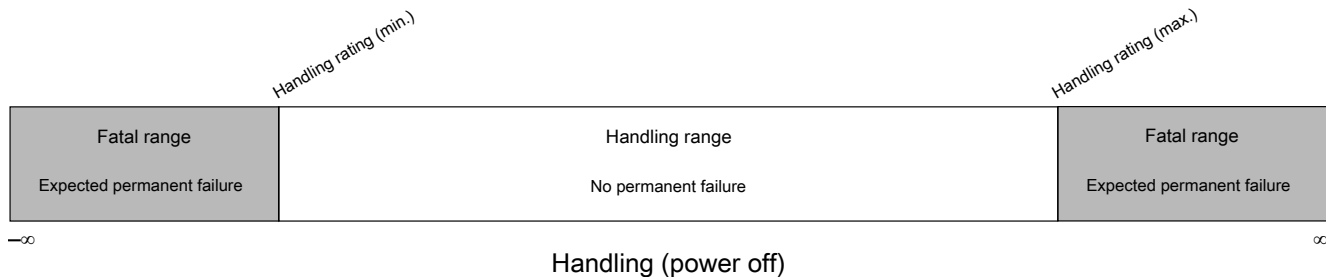 Handling rating (min.)
Handling rating (max.)
Fatal range
Handling range
Fatal range
Expected permanent failure
No permanent failure
Expected permanent failure
–∞
∞
Handling (power off)